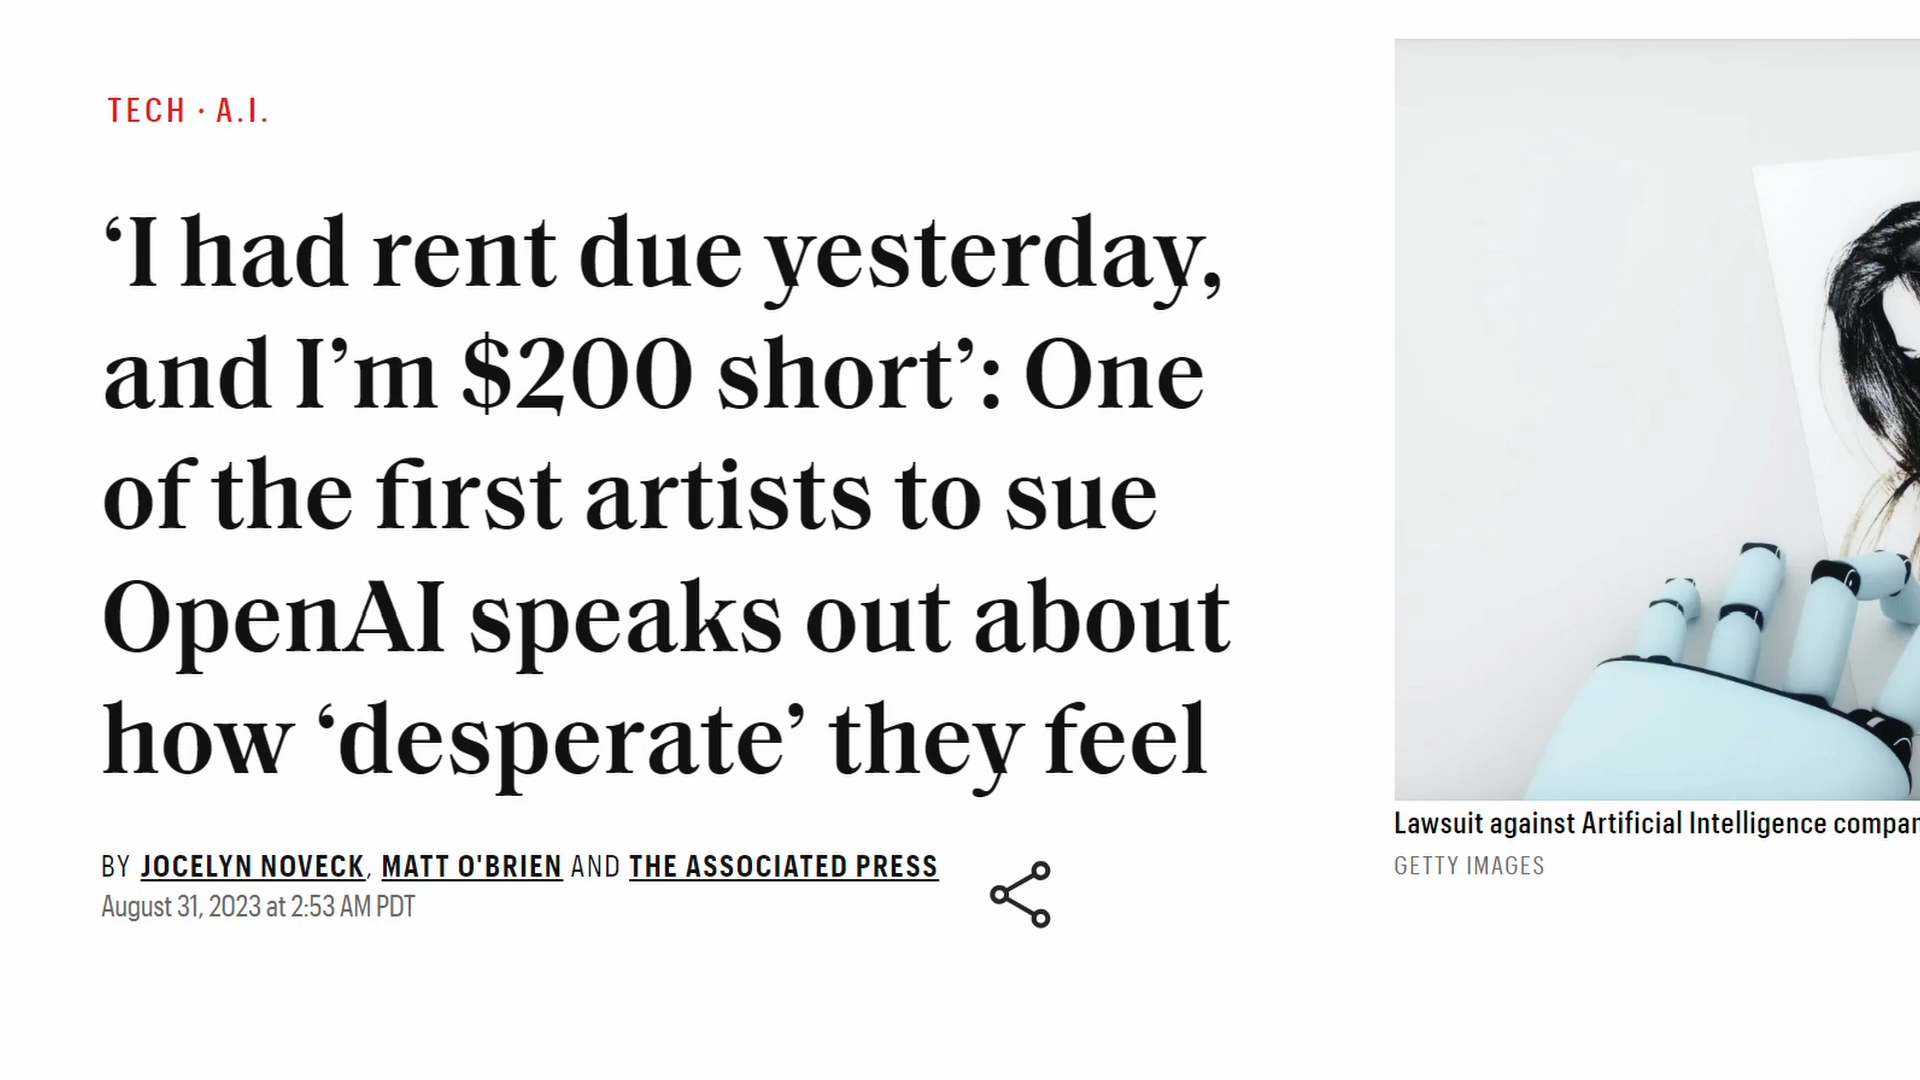 TECH · A.I.
‘I had rent due yesterday,
and I’m $200 short’: One
of the first artists to sue
OpenAI speaks out about
how ‘desperate’ they feel
BY JOCELYN NOVECK, MATT O'BRIEN AND THE ASSOCIATED PRESS
August 31, 2023 at 2:53 AM PDT
Lawsuit against Artificial Intelligence
GETTY IMAGES